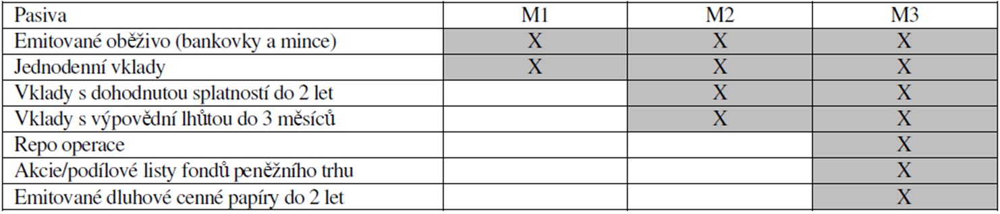 Pasiva M1 M2 M3
Emitované oběživo (bankovky a mince) X X X
Jednodenní vklady X X X
Vklady s dohodnutou splatností do 2 let X X
Vklady s výpovědní lhůtou do 3 měsíců X X
Repo operace X
Akcie/podílové listy fondů peněžního trhu X
Emitované dluhové cenné papíry do 2 let X